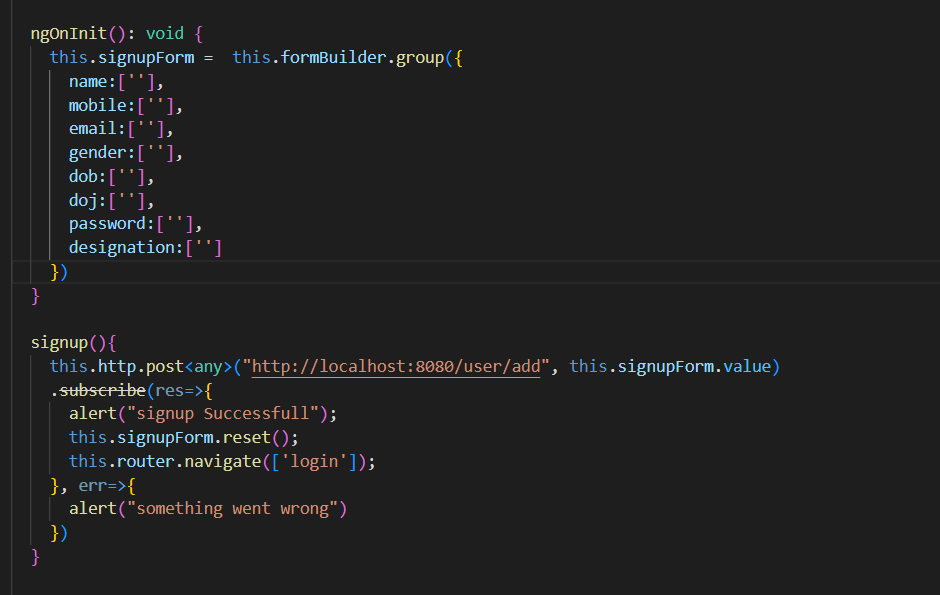 ngOnInit(): void {
  this.signupForm =  this.formBuilder.group({
    name:[''],
    mobile:[''],
    email:[''],
    gender:[''],
    dob:[''],
    doj:[''],
    password:[''],
    designation:['']
  })
}
signup(){
  this.http.post<any>("http://localhost:8080/user/add", this.signupForm.value)
  .subscribe(res=>{
    alert("signup Successfull");
    this.signupForm.reset();
    this.router.navigate(['login']);
  }, err=>{
    alert("something went wrong")
  })
}